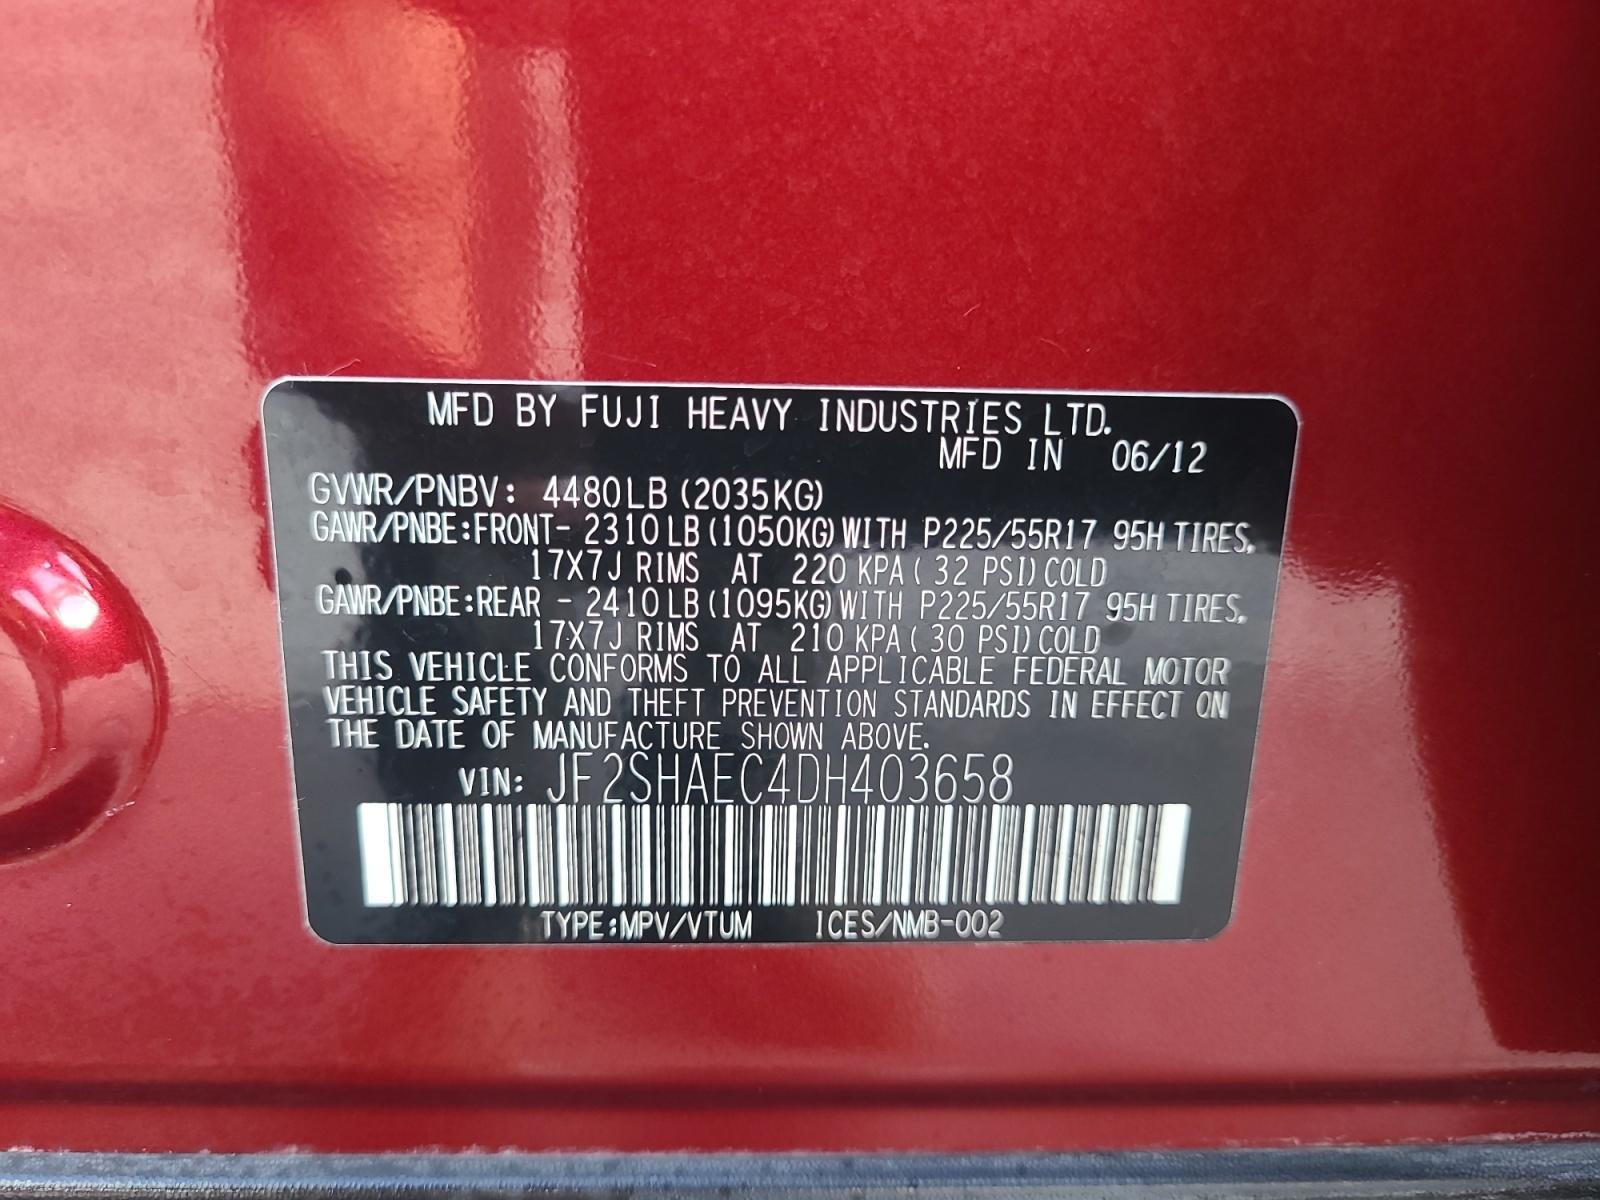 MFD BY FUJI HEAVY INDUSTRIES LTD.
MFD IN 06/12
GVWR/PNBV: 4480LB (2035KG)
GAWR/PNBE:FRONT- 2310LB (1050KG) WITH P225/55R17 95H TIRES,
17X7J RIMS AT 220 KPA ( 32 PSI) COLD
GAWR/PNBE:REAR - 2410LB (1095KG) WITH P225/55R17 95H TIRES,
17X7J RIMS AT 210 KPA ( 30 PSI) COLD
THIS VEHICLE CONFORMS TO ALL APPLICABLE FEDERAL MOTOR
VEHICLE SAFETY AND THEFT PREVENTION STANDARDS IN EFFECT ON
THE DATE OF MANUFACTURE SHOWN ABOVE.
VIN: JF2SHAEC4DH403658
TYPE:MPV/VTUM ICES/NMB-002